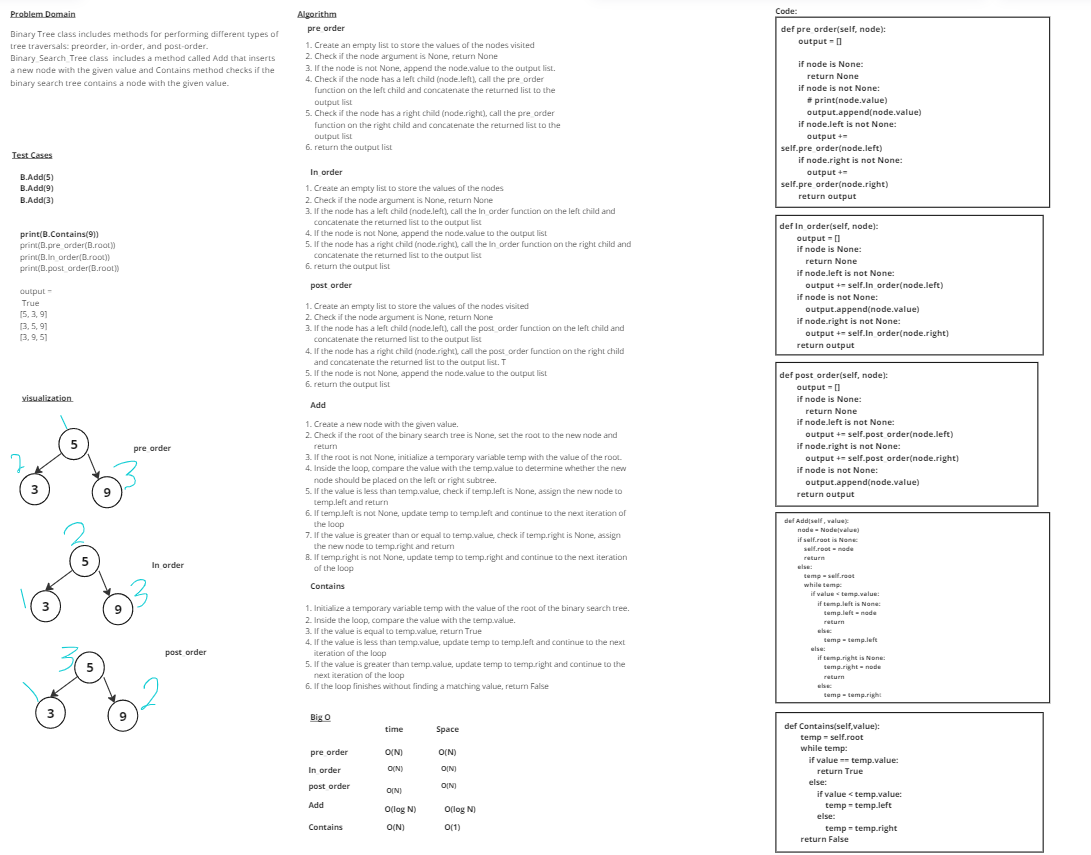 Problem Domain
Binary Tree class includes methods for performing different types of
tree traversals: preorder, in-order, and post-order.
Binary_Search_Tree class includes a method called Add that inserts
a new node with the given value and Contains method checks if the
binary search tree contains a node with the given value.
Test Cases
B.Add(5)
B.Add(9)
B.Add(3)
print(B.Contains(9))
print(B.pre_order(B.root))
print(B.In_order(B.root))
print(B.post_order(B.root))
output =
True
[5, 3, 9]
[3, 5, 9]
[3, 9, 5]
visualization
1
5
pre_order
2
3
3
9
2
5
In_order
1
3
3
9
post_order
3
5
1
3
2
9
Algorithm
pre_order
1. Create an empty list to store the values of the nodes visited
2. Check if the node argument is None, return None
3. If the node is not None, append the node.value to the output list.
4. Check if the node has a left child (node.left), call the pre_order
function on the left child and concatenate the returned list to the
output list
5. Check if the node has a right child (node.right), call the pre_order
function on the right child and concatenate the returned list to the
output list
6. return the output list
In_order
1. Create an empty list to store the values of the nodes
2. Check if the node argument is None, return None
3. If the node has a left child (node.left), call the In_order function on the left child and
concatenate the returned list to the output list
4. If the node is not None, append the node.value to the output list
5. If the node has a right child (node.right), call the In_order function on the right child and
concatenate the returned list to the output list
6. return the output list
post_order
1. Create an empty list to store the values of the nodes visited
2. Check if the node argument is None, return None
3. If the node has a left child (node.left), call the post_order function on the left child and
concatenate the returned list to the output list
4. If the node has a right child (node.right), call the post_order function on the right child
and concatenate the returned list to the output list. T
5. If the node is not None, append the node.value to the output list
6. return the output list
Add
1. Create a new node with the given value.
2. Check if the root of the binary search tree is None, set the root to the new node and
return
3. If the root is not None, initialize a temporary variable temp with the value of the root.
4. Inside the loop, compare the value with the temp.value to determine whether the new
node should be placed on the left or right subtree.
5. If the value is less than temp.value, check if temp.left is None, assign the new node to
temp.left and return
6. If temp.left is not None, update temp to temp.left and continue to the next iteration of
the loop
7. If the value is greater than or equal to temp.value, check if temp.right is None, assign
the new node to temp.right and return
8. If temp.right is not None, update temp to temp.right and continue to the next iteration
of the loop
Contains
1. Initialize a temporary variable temp with the value of the root of the binary search tree.
2. Inside the loop, compare the value with the temp.value.
3. If the value is equal to temp.value, return True
4. If the value is less than temp.value, update temp to temp.left and continue to the next
iteration of the loop
5. If the value is greater than temp.value, update temp to temp.right and continue to the
next iteration of the loop
6. If the loop finishes without finding a matching value, return False
Big O
time Space
pre_order O(N) O(N)
In_order O(N) O(N)
post_order O(N) O(N)
Add O(log N) O(log N)
Contains O(N) O(1)
Code:
def pre_order(self, node):
output = []
if node is None:
return None
if node is not None:
# print(node.value)
output.append(node.value)
if node.left is not None:
output +=
self.pre_order(node.left)
if node.right is not None:
output +=
self.pre_order(node.right)
return output
def In_order(self, node):
output = []
if node is None:
return None
if node.left is not None:
output += self.In_order(node.left)
if node is not None:
output.append(node.value)
if node.right is not None:
output += self.In_order(node.right)
return output
def post_order(self, node):
output = []
if node is None:
return None
if node.left is not None:
output += self.post_order(node.left)
if node.right is not None:
output += self.post_order(node.right)
if node is not None:
output.append(node.value)
return output
def Add(self , value):
node = Node(value)
if self.root is None:
self.root = node
return
else:
temp = self.root
while temp:
if value < temp.value:
if temp.left is None:
temp.left = node
return
else:
temp = temp.left
else:
if temp.right is None:
temp.right = node
return
else:
temp = temp.right
def Contains(self,value):
temp = self.root
while temp:
if value == temp.value:
return True
else:
if value < temp.value:
temp = temp.left
else:
temp = temp.right
return False